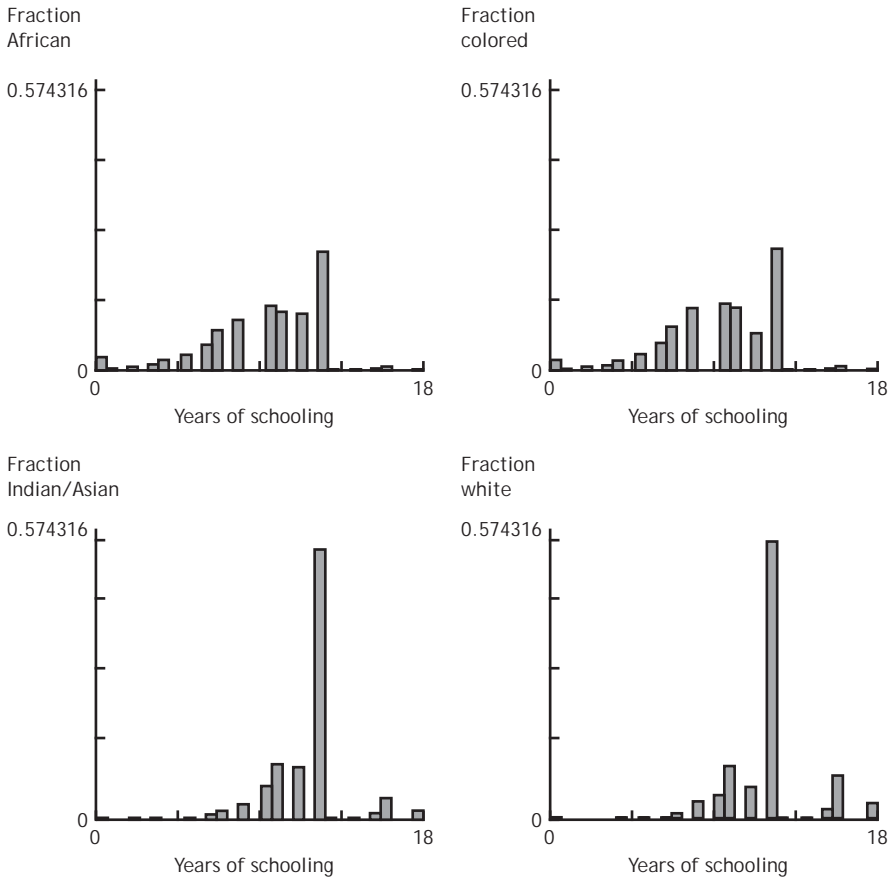 Fraction
African
0.574316
0
0
18
Years of schooling
Fraction
colored
0.574316
0
0
18
Years of schooling
Fraction
Indian/Asian
0.574316
0
0
18
Years of schooling
Fraction
white
0.574316
0
0
18
Years of schooling